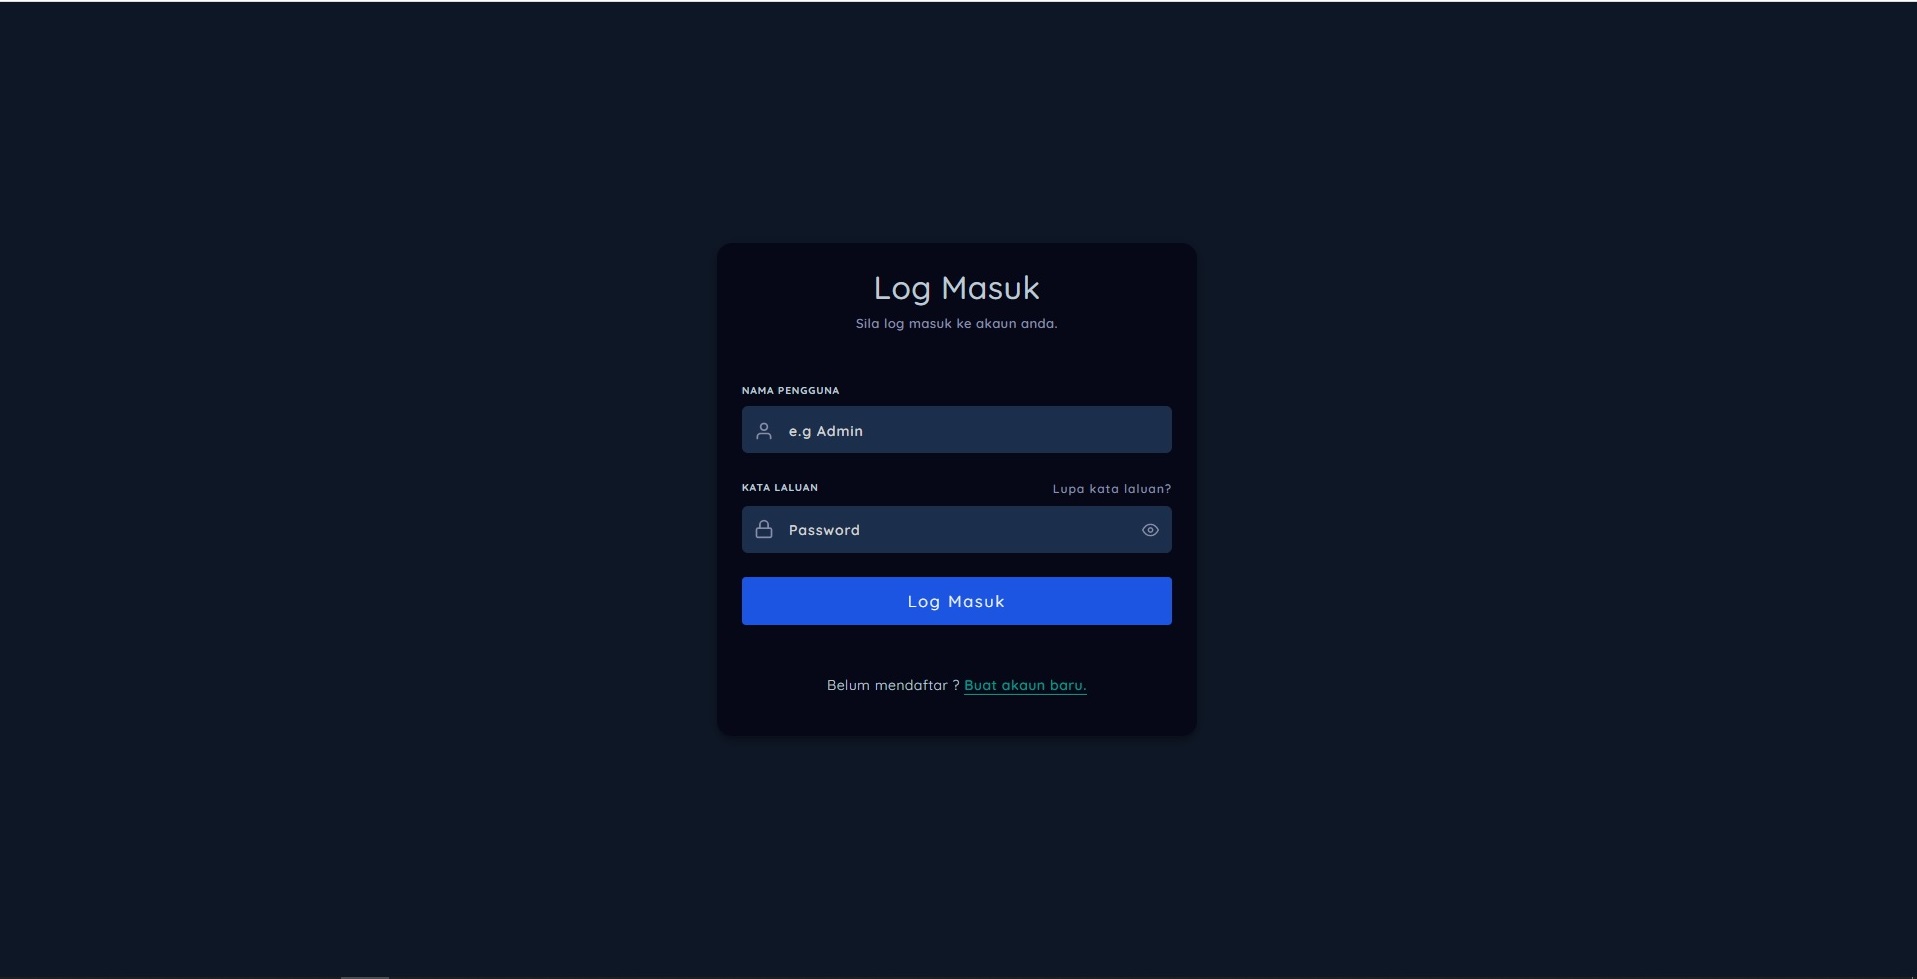 Log Masuk
Sila log masuk ke akaun anda.
NAMA PENGGUNA
e.g Admin
KATA LALUAN
Lupa kata laluan?
Password
Log Masuk
Belum mendaftar ? Buat akaun baru.